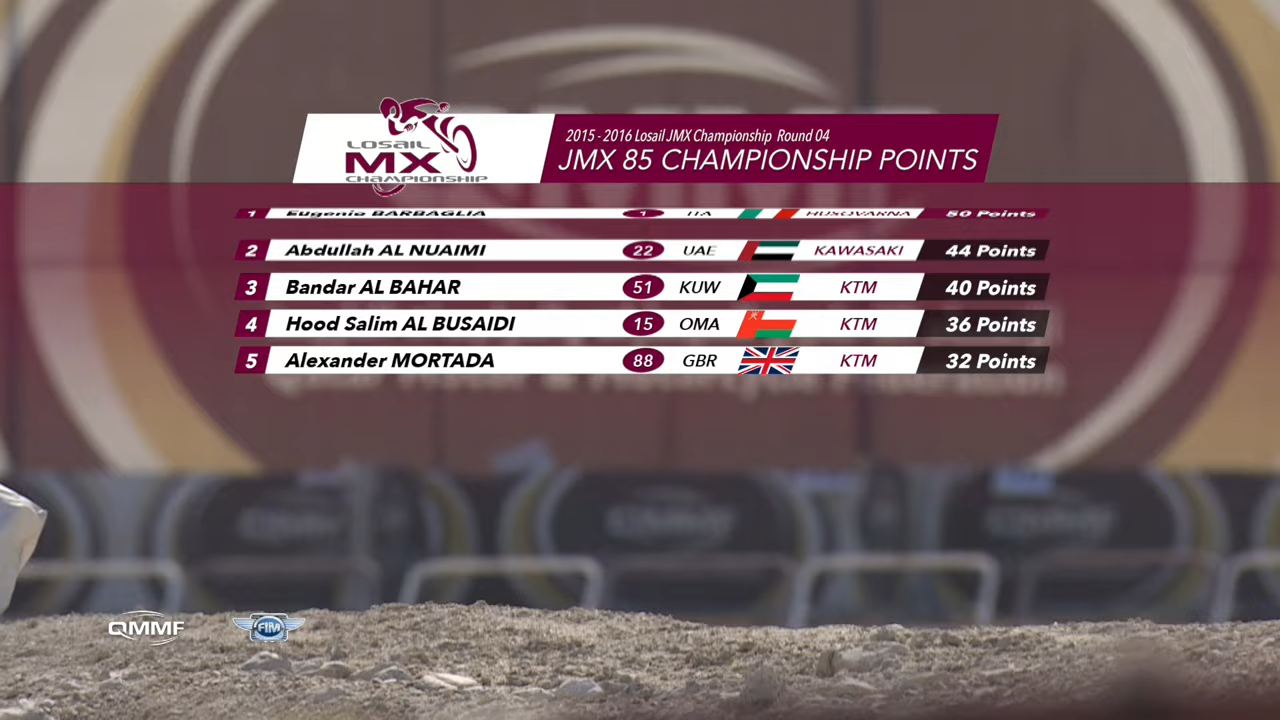 LOSAIL
MX
CHAMPIONSHIP
2015 - 2016 Losail JMX Championship Round 04
JMX 85 CHAMPIONSHIP POINTS
1 Eugenio BARBAGLIA 1 ITA HUSQVARNA 50 Points
2 Abdullah AL NUAIMI 22 UAE KAWASAKI 44 Points
3 Bandar AL BAHAR 51 KUW KTM 40 Points
4 Hood Salim AL BUSAIDI 15 OMA KTM 36 Points
5 Alexander MORTADA 88 GBR KTM 32 Points
QMMF
FIM